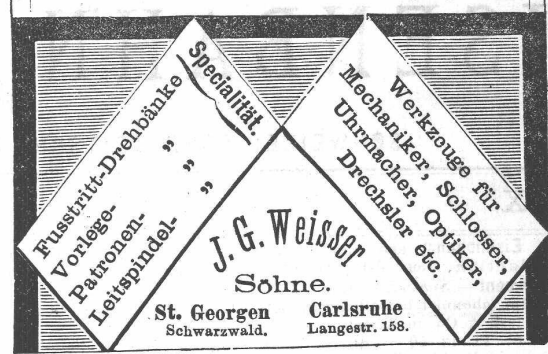 Specialität.
Fusstritt-Drehbänke
Vorlege- „
Patronen- „
Leitspindel- „
Werkzeuge für
Mechaniker, Schlosser,
Uhrmacher, Optiker,
Drechsler etc.
J. G. Weisser
Söhne.
St. Georgen
Schwarzwald.
Carlsruhe
Langestr. 158.